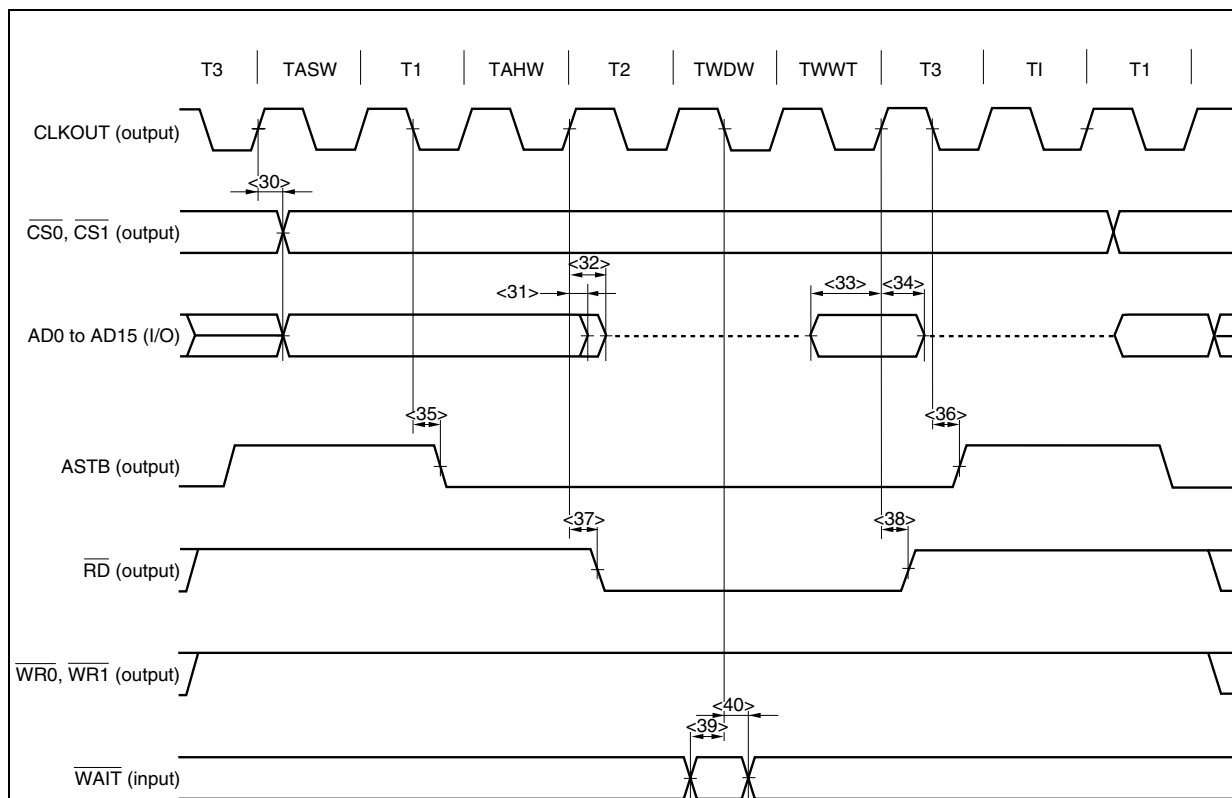 T3 TASW T1 TAHW T2 TWDW TWWT T3 TI T1
CLKOUT (output)
<30>
CS0, CS1 (output)
<32>
<31> <33> <34>
AD0 to AD15 (I/O)
<35> <36>
ASTB (output)
<37> <38>
RD (output)
WR0, WR1 (output)
<40>
<39>
WAIT (input)